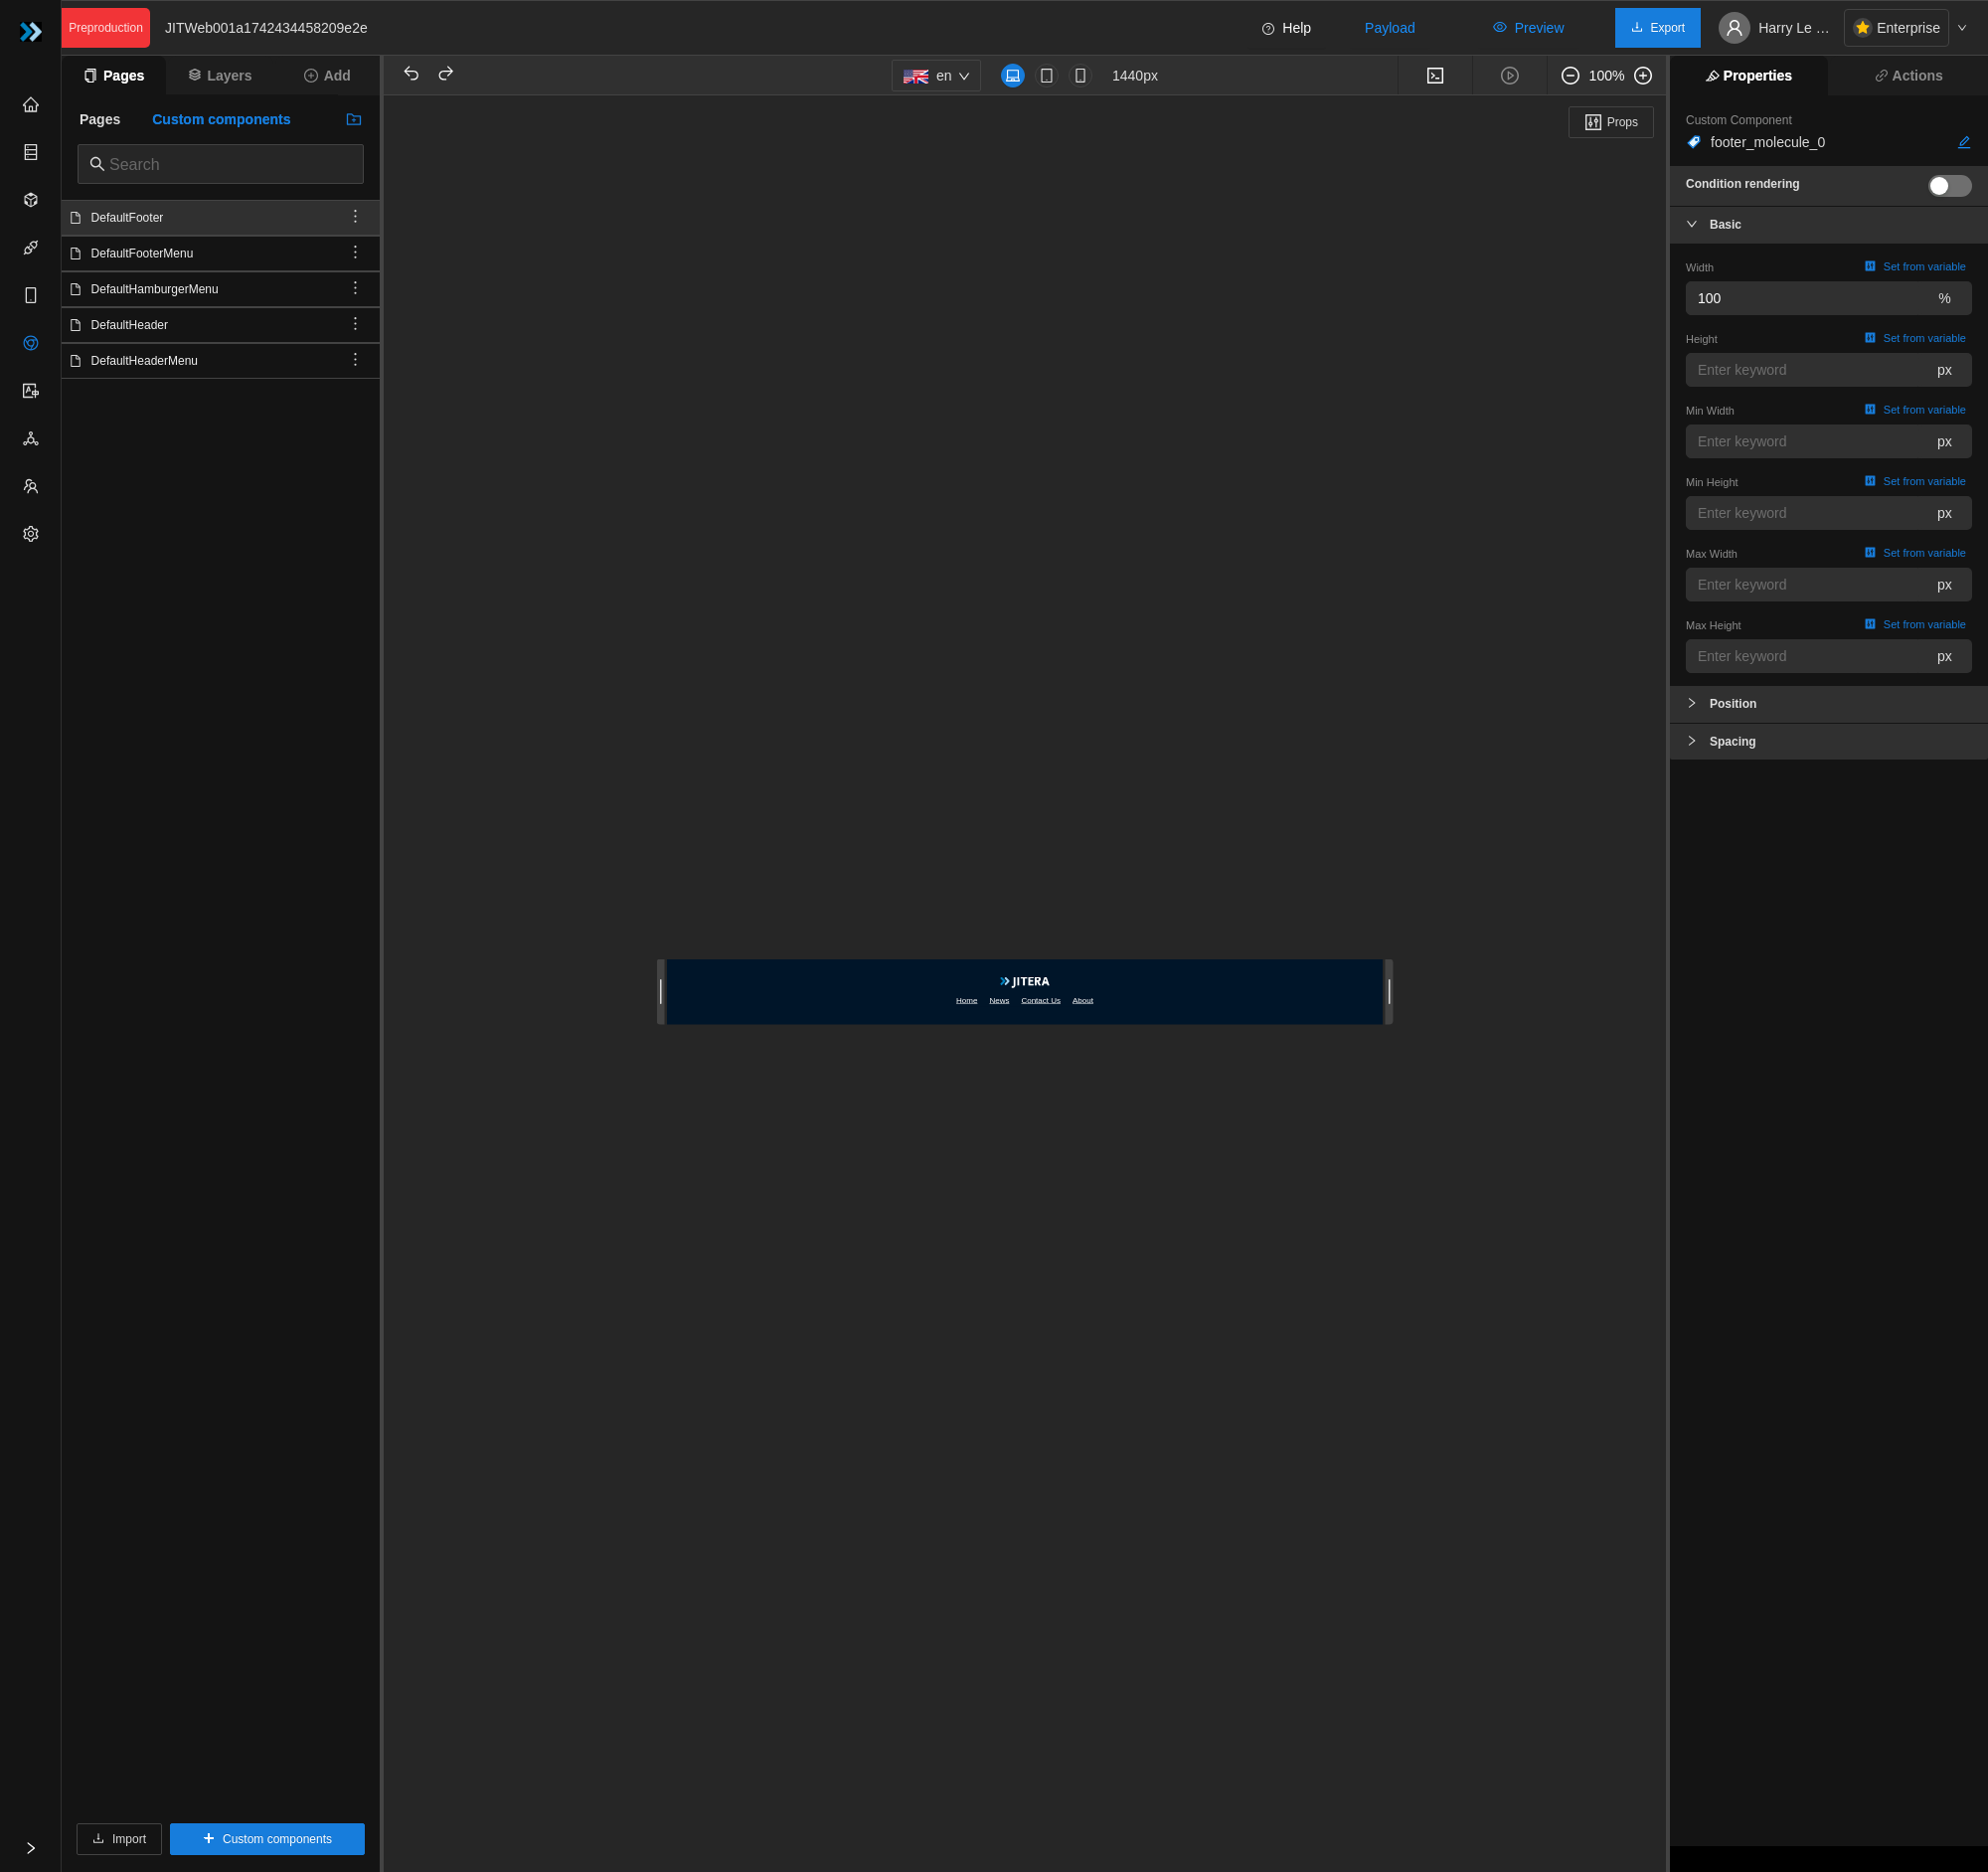 Preproduction JITWeb001a1742434458209e2e Help Payload Preview Export Harry Le ... Enterprise
Pages Layers Add
en 1440px 100%
Properties Actions
Pages Custom components
Search
DefaultFooter
DefaultFooterMenu
DefaultHamburgerMenu
DefaultHeader
DefaultHeaderMenu
Import Custom components
Props
JITERA
Home News Contact Us About
Custom Component
footer_molecule_0
Condition rendering
Basic
Width Set from variable
100 %
Height Set from variable
Enter keyword px
Min Width Set from variable
Enter keyword px
Min Height Set from variable
Enter keyword px
Max Width Set from variable
Enter keyword px
Max Height Set from variable
Enter keyword px
Position
Spacing